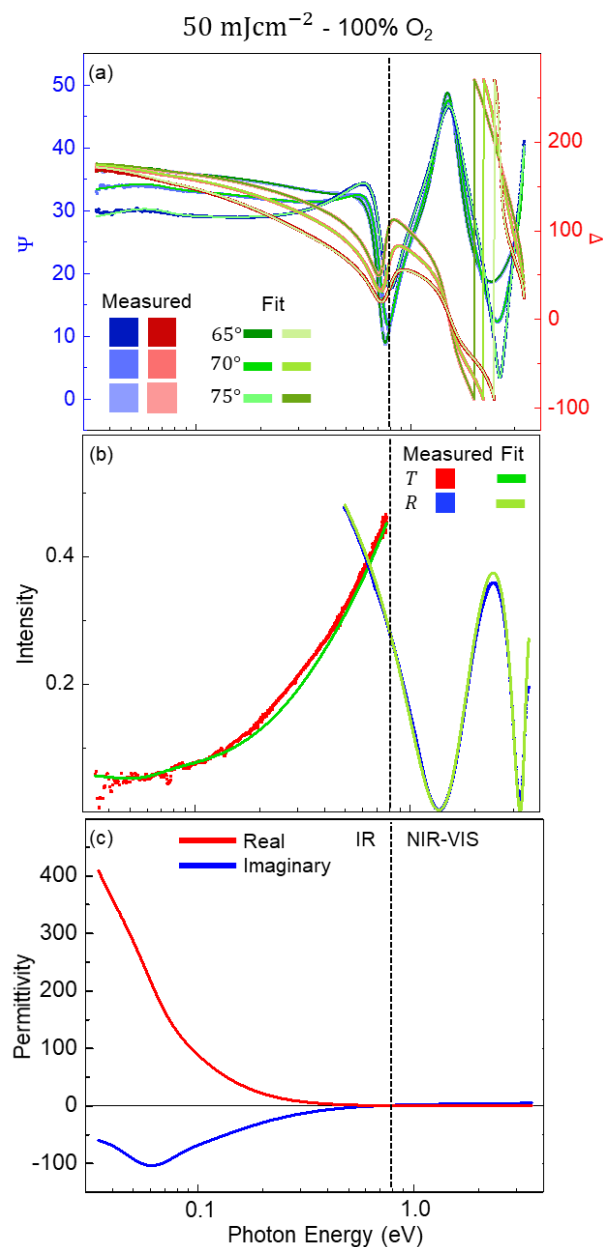 50 mJcm⁻² - 100% O₂
(a)
50
40
30
20
10
0
Ψ
200
100
0
-100
Δ
Measured Fit
65°
70°
75°
(b)
Measured Fit
T
R
0.4
0.2
Intensity
(c)
Real
Imaginary
IR NIR-VIS
400
300
200
100
0
-100
Permittivity
0.1 1.0
Photon Energy (eV)